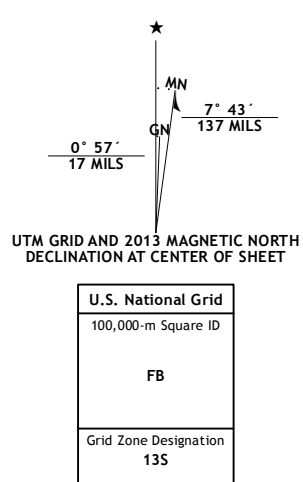 MN
7° 43´
137 MILS
GN
0° 57´
17 MILS
UTM GRID AND 2013 MAGNETIC NORTH
DECLINATION AT CENTER OF SHEET
U.S. National Grid
100,000-m Square ID
FB
Grid Zone Designation
13S